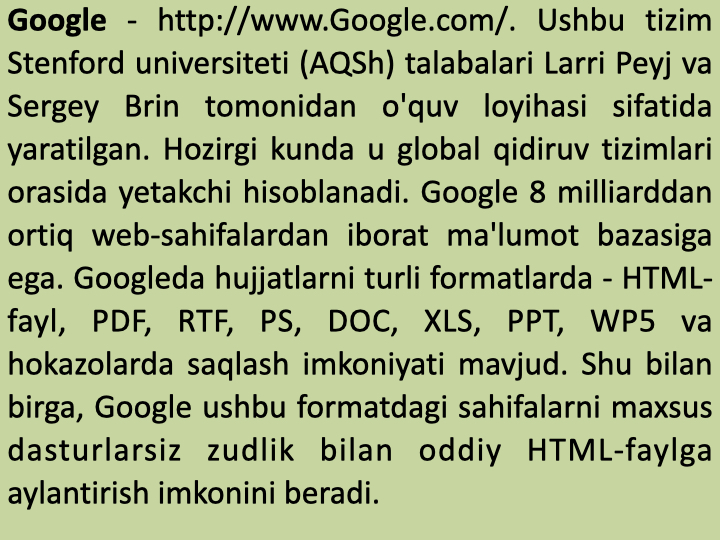 Google - http://www.Google.com/. Ushbu tizim
Stenford universiteti (AQSh) talabalari Larri Peyj va
Sergey Brin tomonidan o'quv loyihasi sifatida
yaratilgan. Hozirgi kunda u global qidiruv tizimlari
orasida yetakchi hisoblanadi. Google 8 milliarddan
ortiq web-sahifalardan iborat ma'lumot bazasiga
ega. Googleda hujjatlarni turli formatlarda - HTML-
fayl, PDF, RTF, PS, DOC, XLS, PPT, WP5 va
hokazolarda saqlash imkoniyati mavjud. Shu bilan
birga, Google ushbu formatdagi sahifalarni maxsus
dasturlarsiz zudlik bilan oddiy HTML-faylga
aylantirish imkonini beradi.